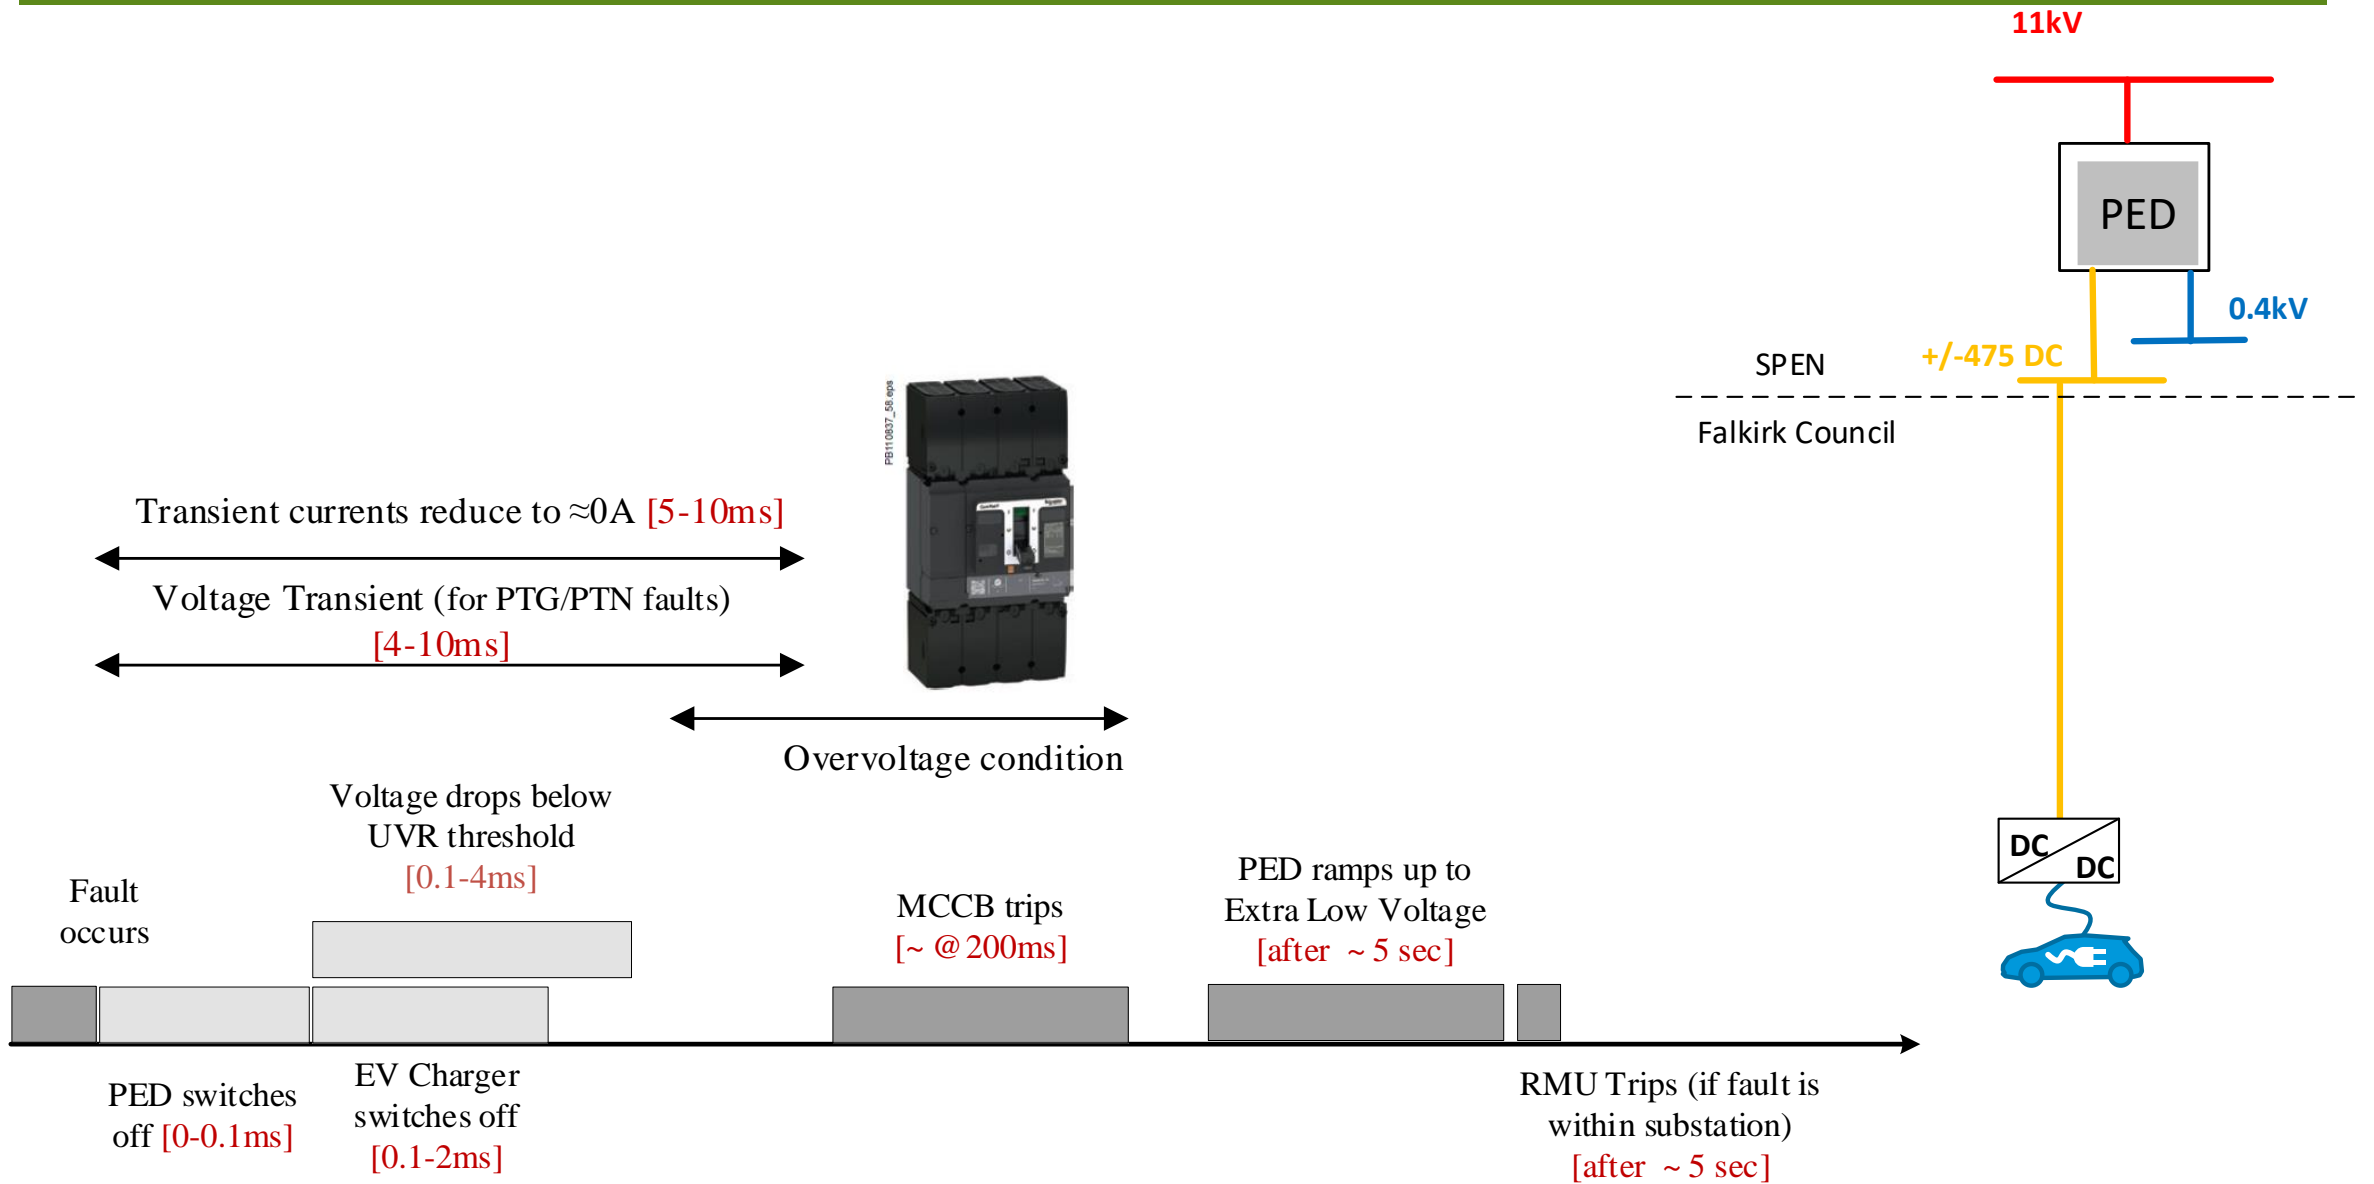 11kV
PED
0.4kV
+/-475 DC
SPEN
Falkirk Council
PB110837_58.eps
Transient currents reduce to ≈0A [5-10ms]
Voltage Transient (for PTG/PTN faults)
[4-10ms]
Overvoltage condition
Voltage drops below
UVR threshold
[0.1-4ms]
Fault
occurs
MCCB trips
[~ @200ms]
PED ramps up to
Extra Low Voltage
[after ~ 5 sec]
DC
DC
PED switches
off [0-0.1ms]
EV Charger
switches off
[0.1-2ms]
RMU Trips (if fault is
within substation)
[after ~ 5 sec]